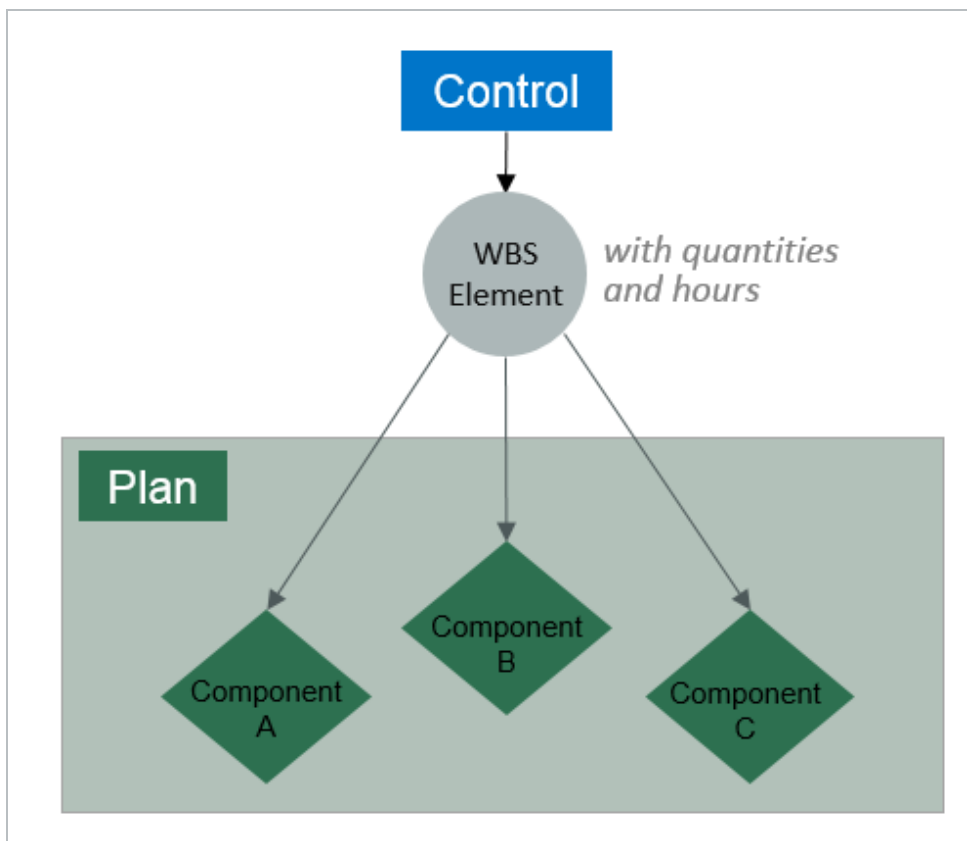 Control
WBS
Element
with quantities
and hours
Plan
Component
A
Component
B
Component
C